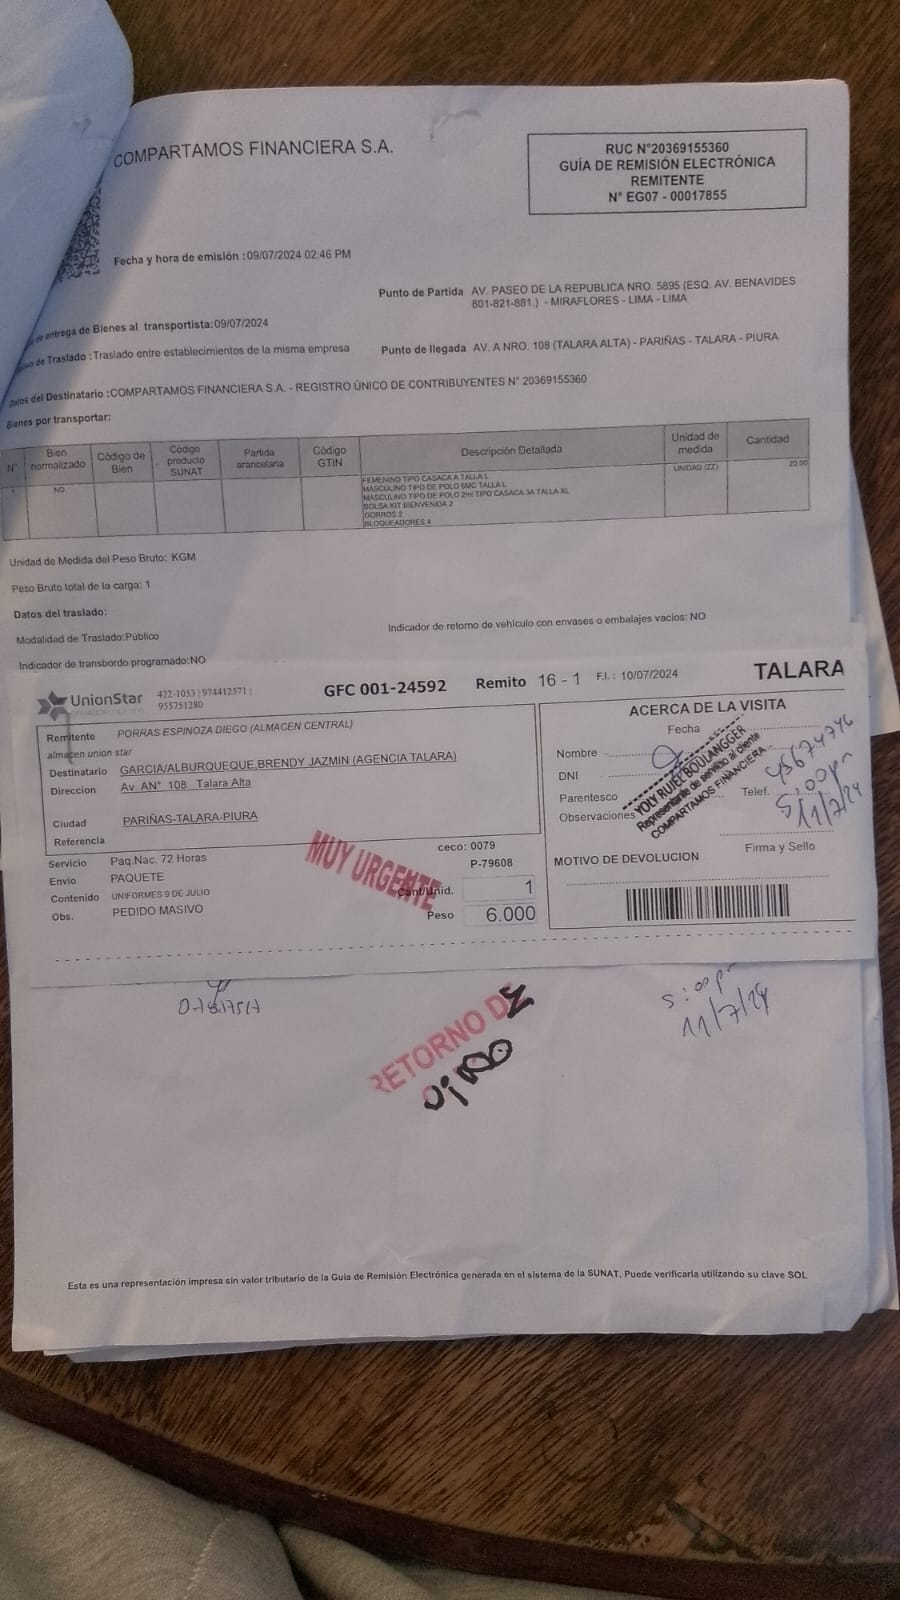 COMPARTAMOS FINANCIERA S.A.
RUC N°20369155360
GUÍA DE REMISIÓN ELECTRÓNICA
REMITENTE
N° EG07 - 00017855
Fecha y hora de emisión :09/07/2024 02:46 PM
Punto de Partida AV. PASEO DE LA REPUBLICA NRO. 5895 (ESQ. AV. BENAVIDES
801-821-881.) - MIRAFLORES - LIMA - LIMA
de entrega de Bienes al transportista:09/07/2024
de Traslado :Traslado entre establecimientos de la misma empresa
Punto de llegada AV. A NRO. 108 (TALARA ALTA) - PARIÑAS - TALARA - PIURA
Datos del Destinatario :COMPARTAMOS FINANCIERA S.A. - REGISTRO ÚNICO DE CONTRIBUYENTES N° 20369155360
Bienes por transportar:
N° Bien normalizado Código de Bien Código producto SUNAT Partida arancelaria Código GTIN Descripción Detallada Unidad de medida Cantidad
1 NO FEMENINO TIPO CASACA A TALLA L UNIDAD (ZZ) 20.00
MASCULINO TIPO DE POLO 6MC TALLA L
MASCULINO TIPO DE POLO 2ml TIPO CASACA 3A TALLA XL
BOLSA KIT BIENVENIDA 2
GORROS 2
BLOQUEADORES 4
Unidad de Medida del Peso Bruto: KGM
Peso Bruto total de la carga: 1
Datos del traslado:
Modalidad de Traslado:Público
Indicador de retorno de vehículo con envases o embalajes vacios: NO
Indicador de transbordo programado:NO
UnionStar
422-1053 | 974412571 |
955751280
GFC 001-24592 Remito 16 - 1 F.I. : 10/07/2024 TALARA
Remitente PORRAS ESPINOZA DIEGO (ALMACEN CENTRAL)
almacen union star
Destinatario GARCIA/ALBURQUEQUE,BRENDY JAZMIN (AGENCIA TALARA)
Direccion Av. AN° 108 Talara Alta
Ciudad PARIÑAS-TALARA-PIURA
Referencia
Servicio Paq.Nac. 72 Horas
Envio PAQUETE
Contenido UNIFORMES 9 DE JULIO
Obs. PEDIDO MASIVO
MUY URGENTE
ceco: 0079
P-79608
Cant/Unid. 1
Peso 6.000
ACERCA DE LA VISITA
Fecha
Nombre
DNI
Parentesco
Observaciones
Telef.
YOLY RUJEL BOULANGGER
Representante de servicio al cliente
COMPARTAMOS FINANCIERA
5:00p
11/7/24
Firma y Sello
MOTIVO DE DEVOLUCION
5:00p
11/7/24
RETORNO DE
Esta es una representación impresa sin valor tributario de la Guía de Remisión Electrónica generada en el sistema de la SUNAT. Puede verificarla utilizando su clave SOL